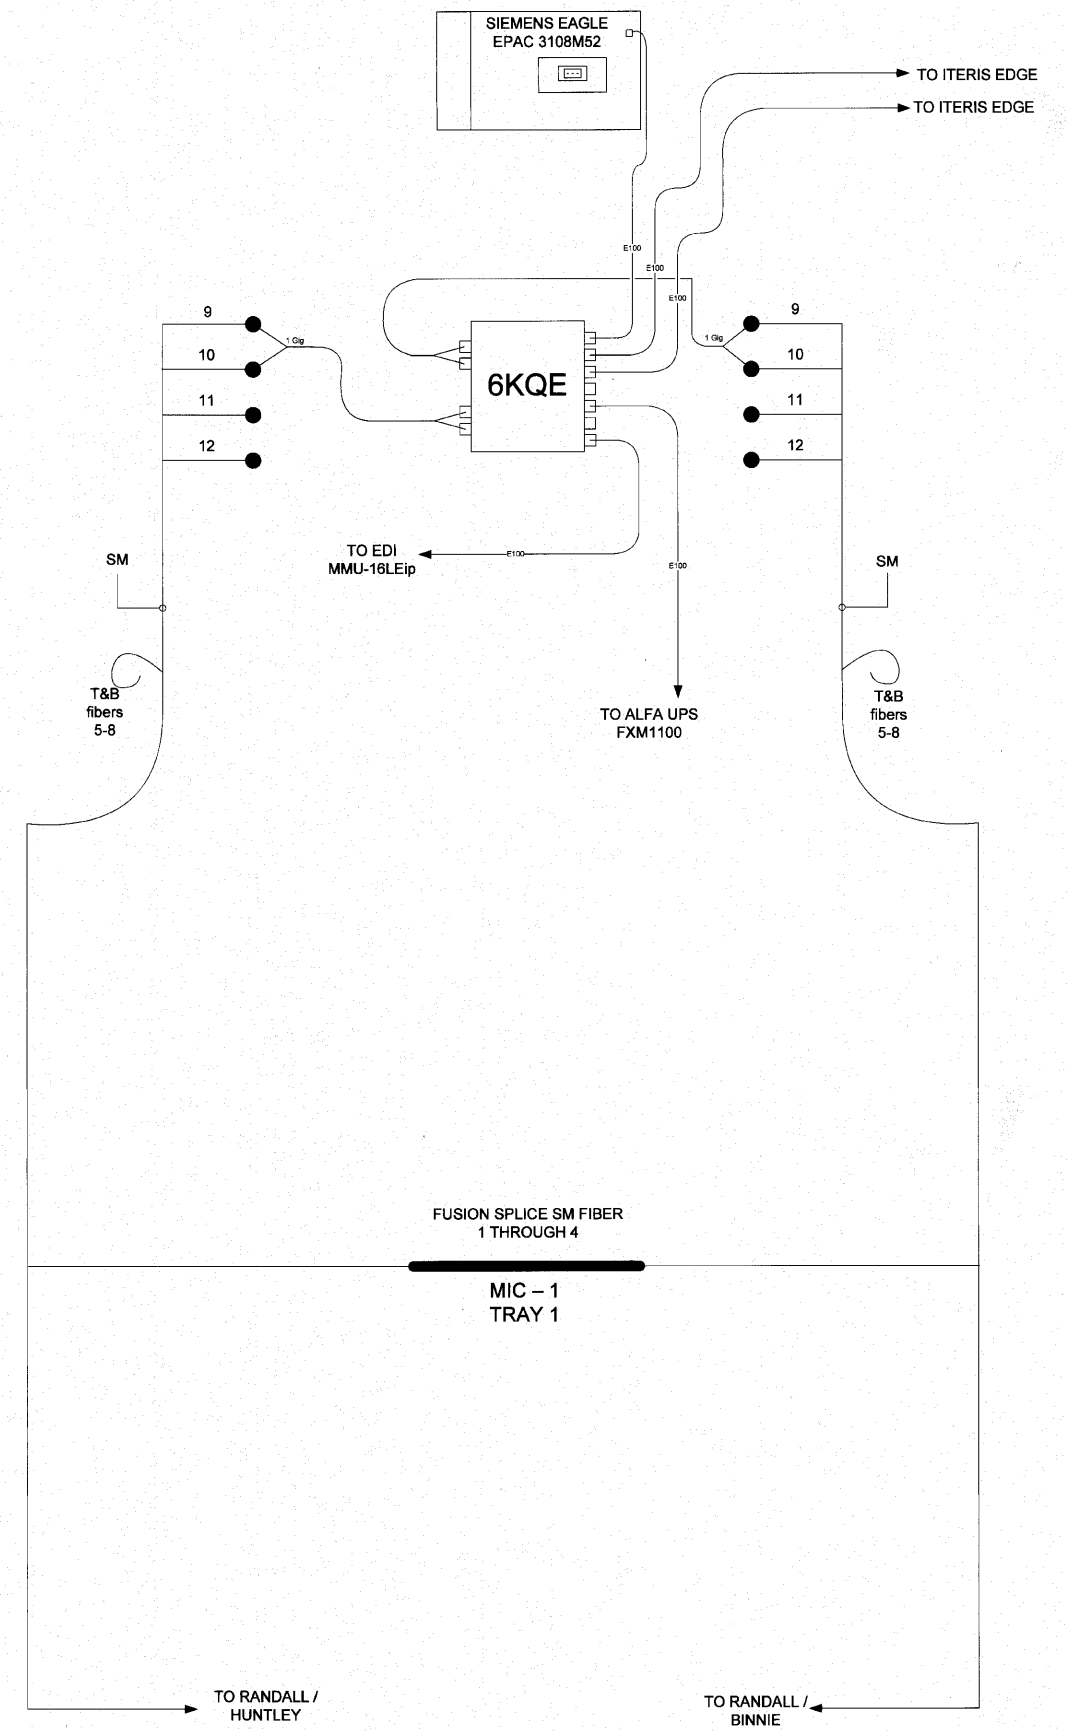 SIEMENS EAGLE
EPAC 3108M52
TO ITERIS EDGE
TO ITERIS EDGE
E100
E100
E100
9
10
11
12
1 Gig
6KQE
1 Gig
9
10
11
12
TO EDI
MMU-16LEip
E100
E100
SM
SM
T&B
fibers
5-8
TO ALFA UPS
FXM1100
T&B
fibers
5-8
FUSION SPLICE SM FIBER
1 THROUGH 4
MIC – 1
TRAY 1
TO RANDALL /
HUNTLEY
TO RANDALL /
BINNIE